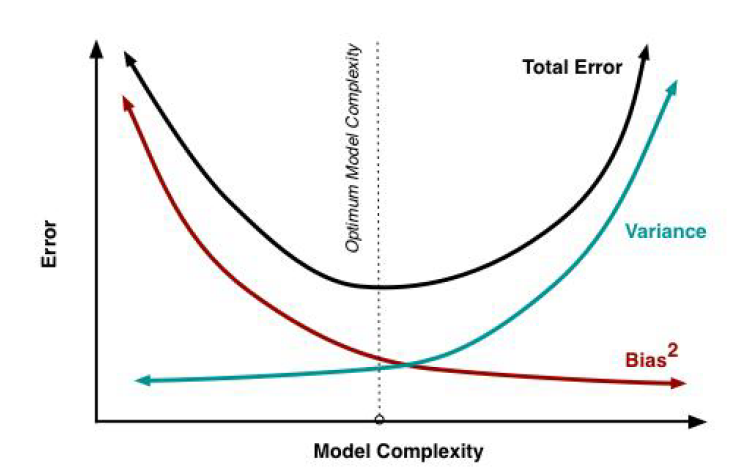 Total Error
Optimum Model Complexity
Error
Variance
Bias²
Model Complexity